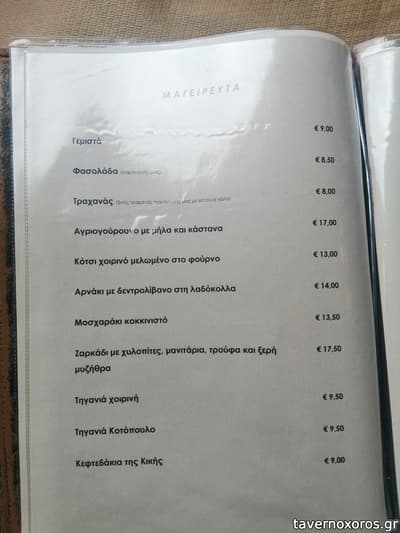 ΜΑΓΕΙΡΕΥΤΑ
Γεμιστά € 9,00
Φασολάδα € 8,50
Τραχανάς € 8,00
Αγριογούρουνο με μήλα και κάστανα € 17,00
Κότσι χοιρινό μελωμένο στο φούρνο € 13,00
Αρνάκι με δεντρολίβανο στη λαδόκολλα € 14,00
Μοσχαράκι κοκκινιστό € 13,50
Ζαρκάδι με χυλοπίτες, μανιτάρια, τρούφα και ξερή € 17,50
μυζήθρα
Τηγανιά χοιρινή € 9,50
Τηγανιά Κοτόπουλο € 9,50
Κεφτεδάκια της Κικής € 9,00
tavernoxoros.gr